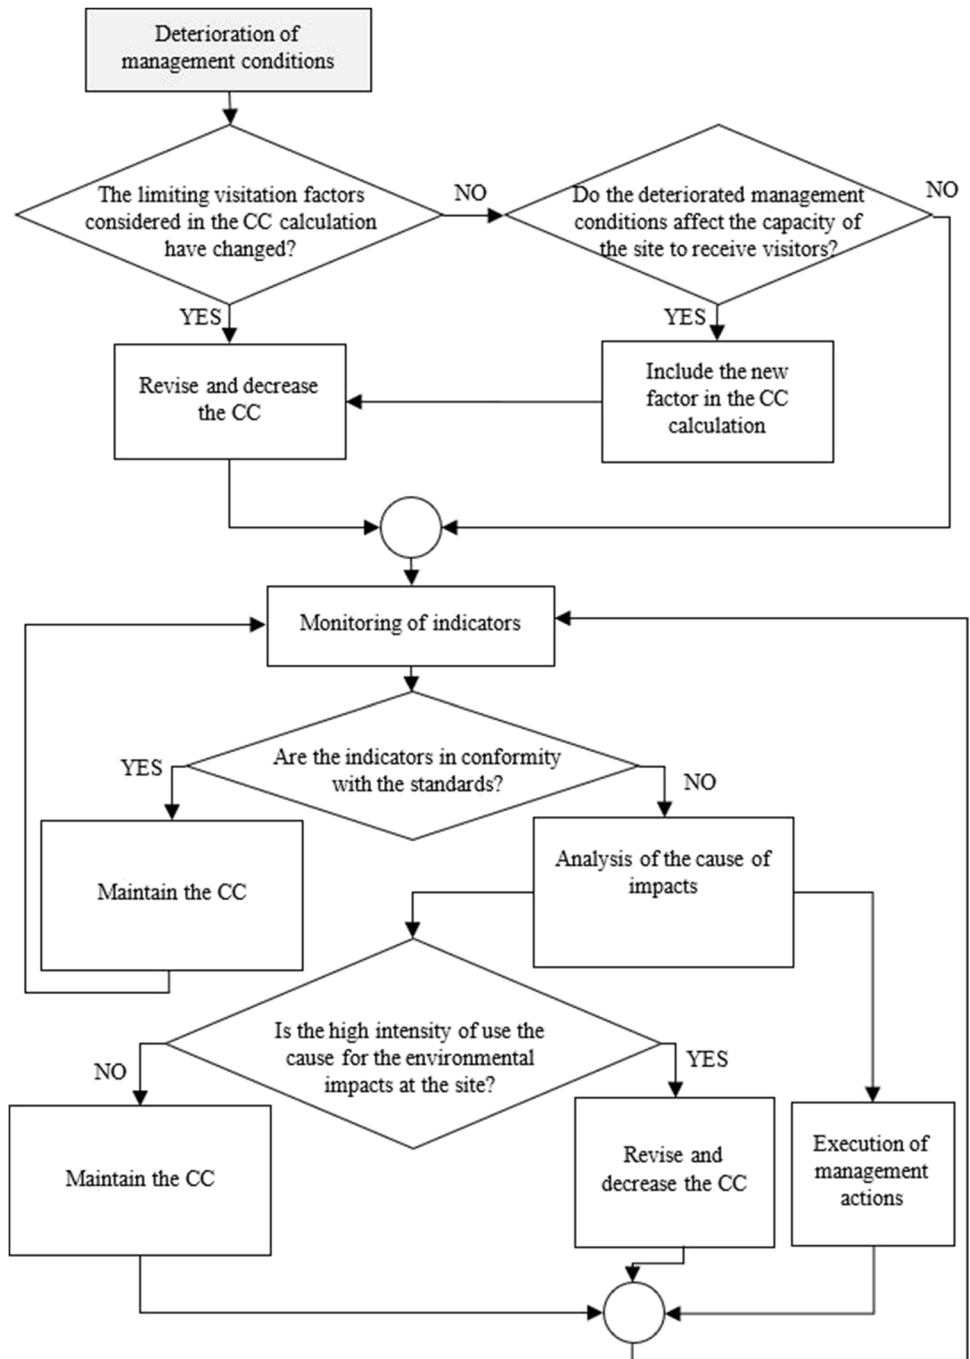 Deterioration of
management conditions
The limiting visitation factors
considered in the CC calculation
have changed?
NO
Do the deteriorated management
conditions affect the capacity of
the site to receive visitors?
NO
YES
YES
Revise and decrease
the CC
Include the new
factor in the CC
calculation
Monitoring of indicators
Are the indicators in conformity
with the standards?
YES
NO
Maintain the CC
Analysis of the cause of
impacts
Is the high intensity of use the
cause for the environmental
impacts at the site?
NO
YES
Maintain the CC
Revise and
decrease the CC
Execution of
management
actions